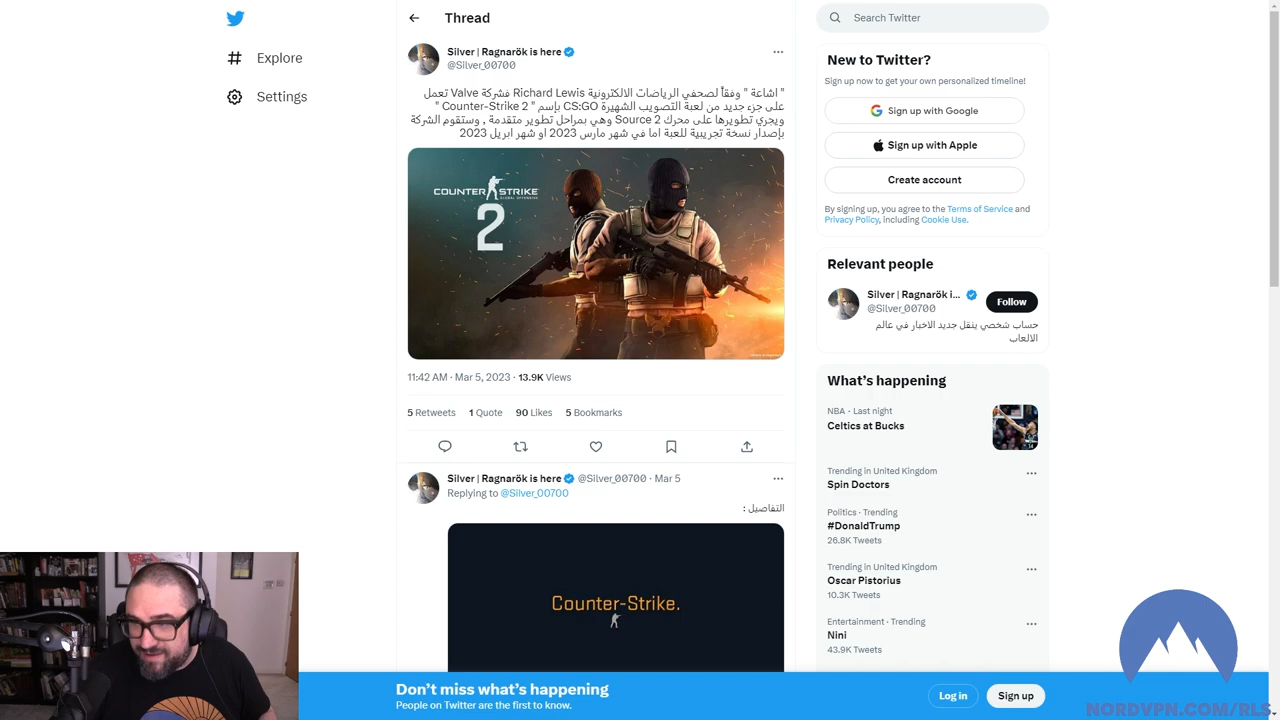 Explore
Settings
Thread
Silver | Ragnarök is here
@Silver_00700
" اشاعة " وفقاً لصحفي الرياضات الالكترونية Richard Lewis فشركة Valve تعمل
على جزء جديد من لعبة التصويب الشهيرة CS:GO بإسم " Counter-Strike 2 "
ويجري تطويرها على محرك Source 2 وهي بمراحل تطوير متقدمة , وستقوم الشركة
بإصدار نسخة تجريبية للعبة اما في شهر مارس 2023 او شهر ابريل 2023
COUNTER STRIKE
GLOBAL OFFENSIVE
2
11:42 AM · Mar 5, 2023 · 13.9K Views
5 Retweets 1 Quote 90 Likes 5 Bookmarks
Silver | Ragnarök is here @Silver_00700 · Mar 5
Replying to @Silver_00700
التفاصيل :
Counter-Strike.
Search Twitter
New to Twitter?
Sign up now to get your own personalized timeline!
Sign up with Google
Sign up with Apple
Create account
By signing up, you agree to the Terms of Service and
Privacy Policy, including Cookie Use.
Relevant people
Silver | Ragnarök i...
@Silver_00700
Follow
حساب شخصي ينقل جديد الاخبار في عالم
الالعاب
What's happening
NBA · Last night
Celtics at Bucks
Trending in United Kingdom
Spin Doctors
Politics · Trending
#DonaldTrump
26.8K Tweets
Trending in United Kingdom
Oscar Pistorius
10.3K Tweets
Entertainment · Trending
Nini
43.9K Tweets
Don't miss what's happening
People on Twitter are the first to know.
Log in
Sign up
NORDVPN.COM/RLS